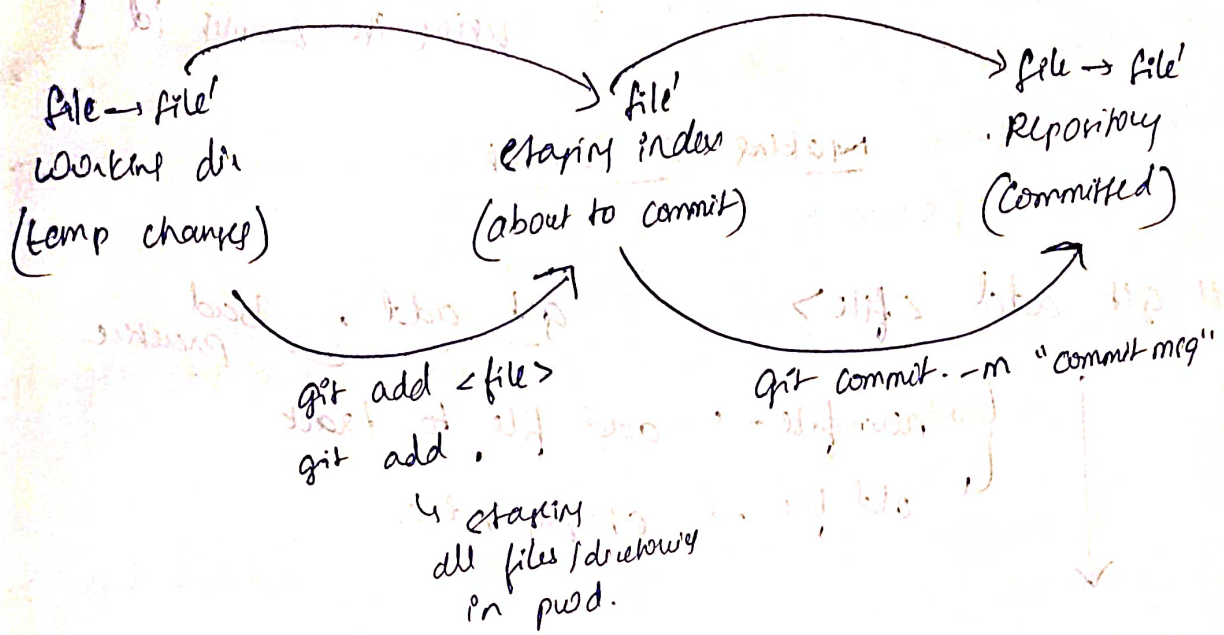 file → file'
working dir
(temp changes)
file'
staging index
(about to commit)
file → file'
. Repository
(Committed)
git add <file>
git add .
↳ staging
all files/directories
in pwd.
git commit. -m "commit msg"